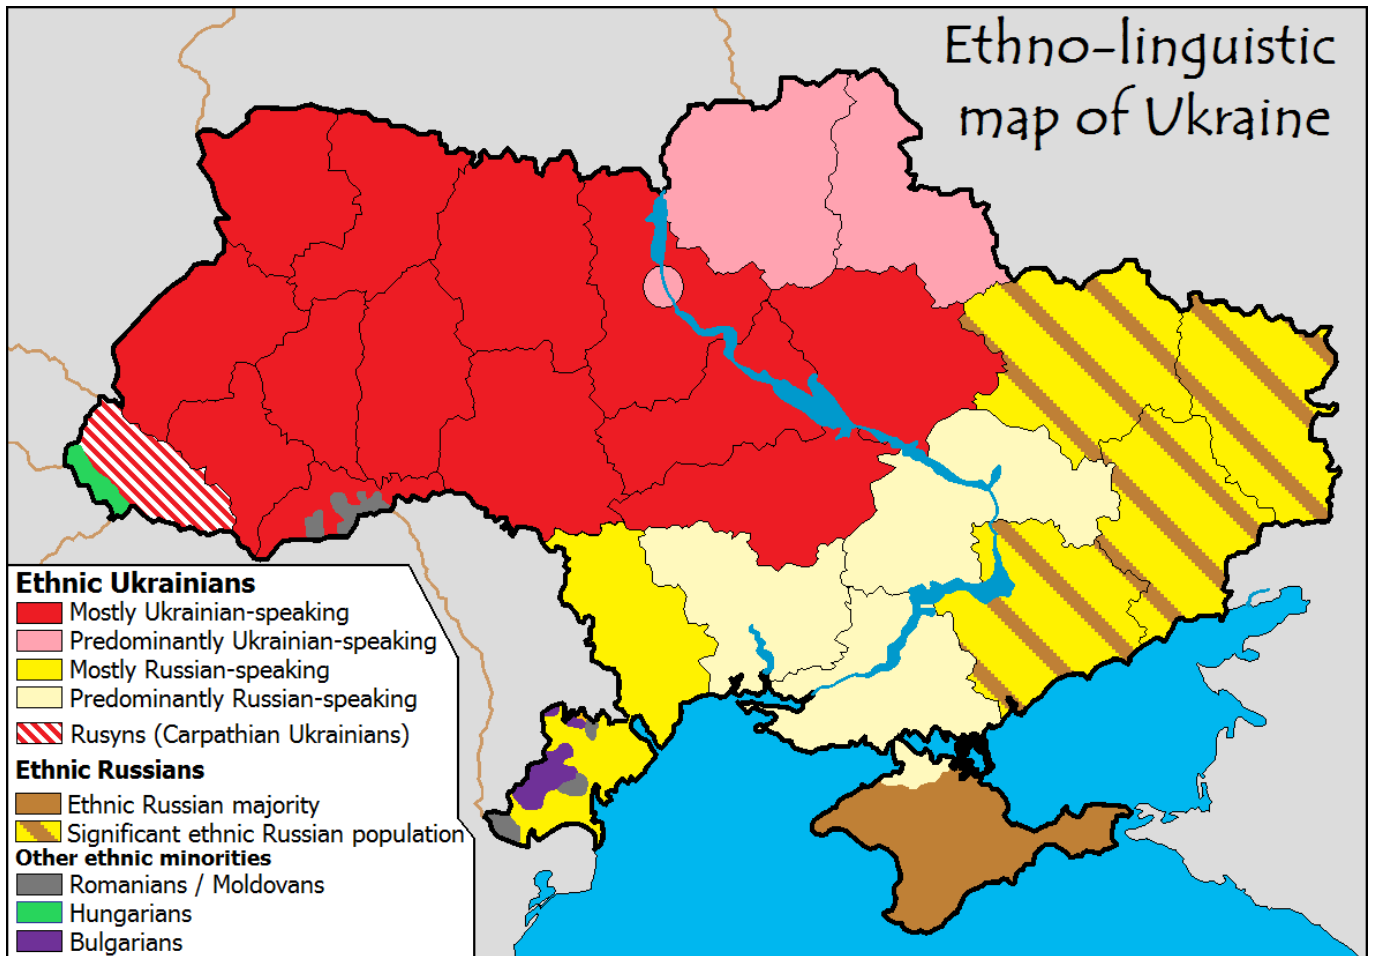 Ethno-linguistic
map of Ukraine
Ethnic Ukrainians
Mostly Ukrainian-speaking
Predominantly Ukrainian-speaking
Mostly Russian-speaking
Predominantly Russian-speaking
Rusyns (Carpathian Ukrainians)
Ethnic Russians
Ethnic Russian majority
Significant ethnic Russian population
Other ethnic minorities
Romanians / Moldovans
Hungarians
Bulgarians